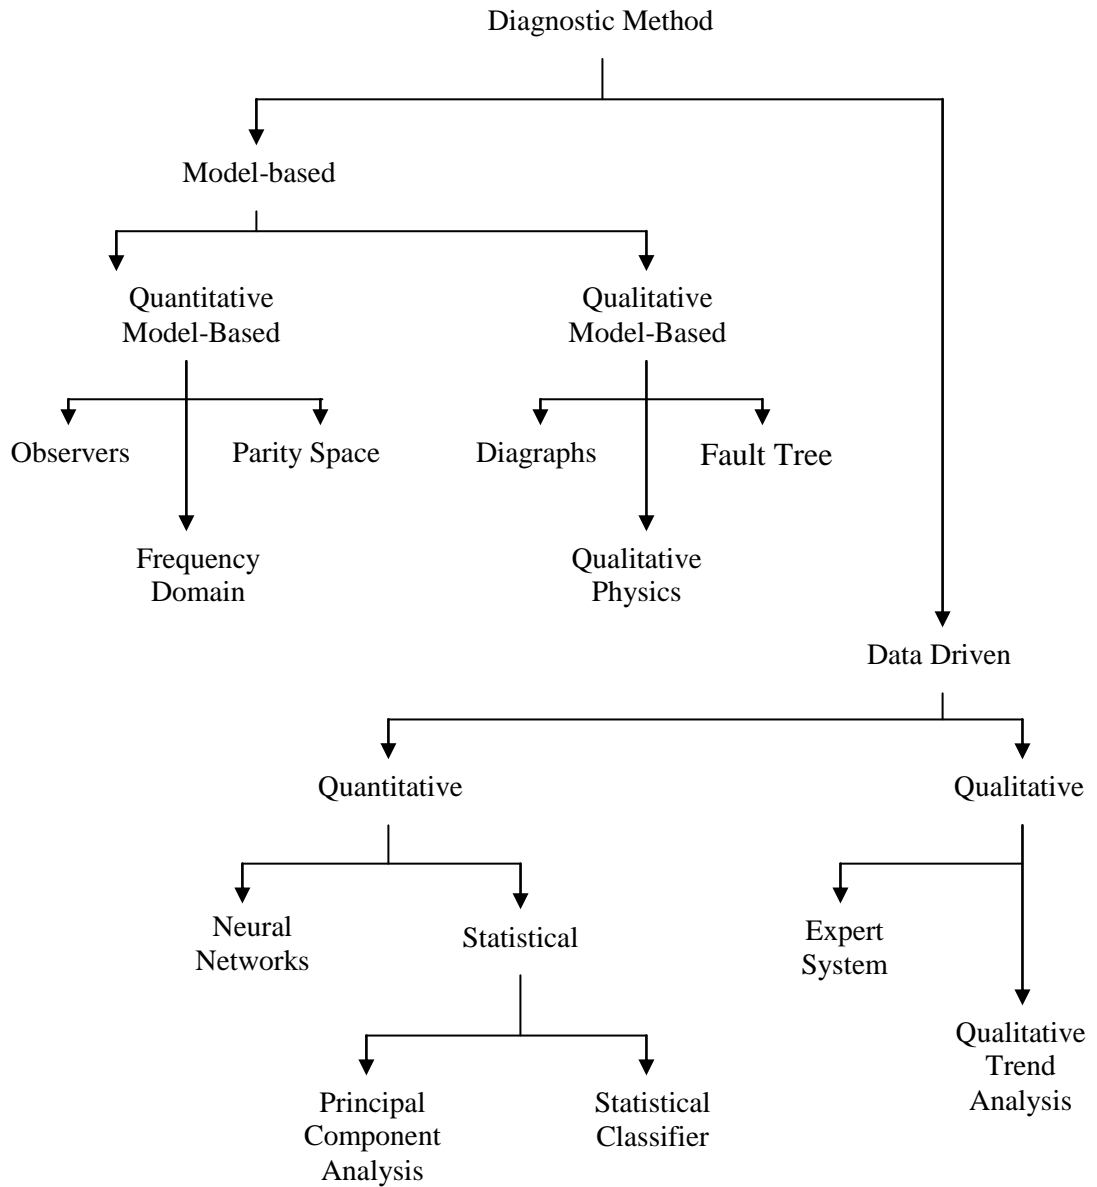 Diagnostic Method
Model-based
Quantitative
Model-Based
Qualitative
Model-Based
Observers
Parity Space
Diagraphs
Fault Tree
Frequency
Domain
Qualitative
Physics
Data Driven
Quantitative
Qualitative
Neural
Networks
Statistical
Expert
System
Qualitative
Trend
Analysis
Principal
Component
Analysis
Statistical
Classifier